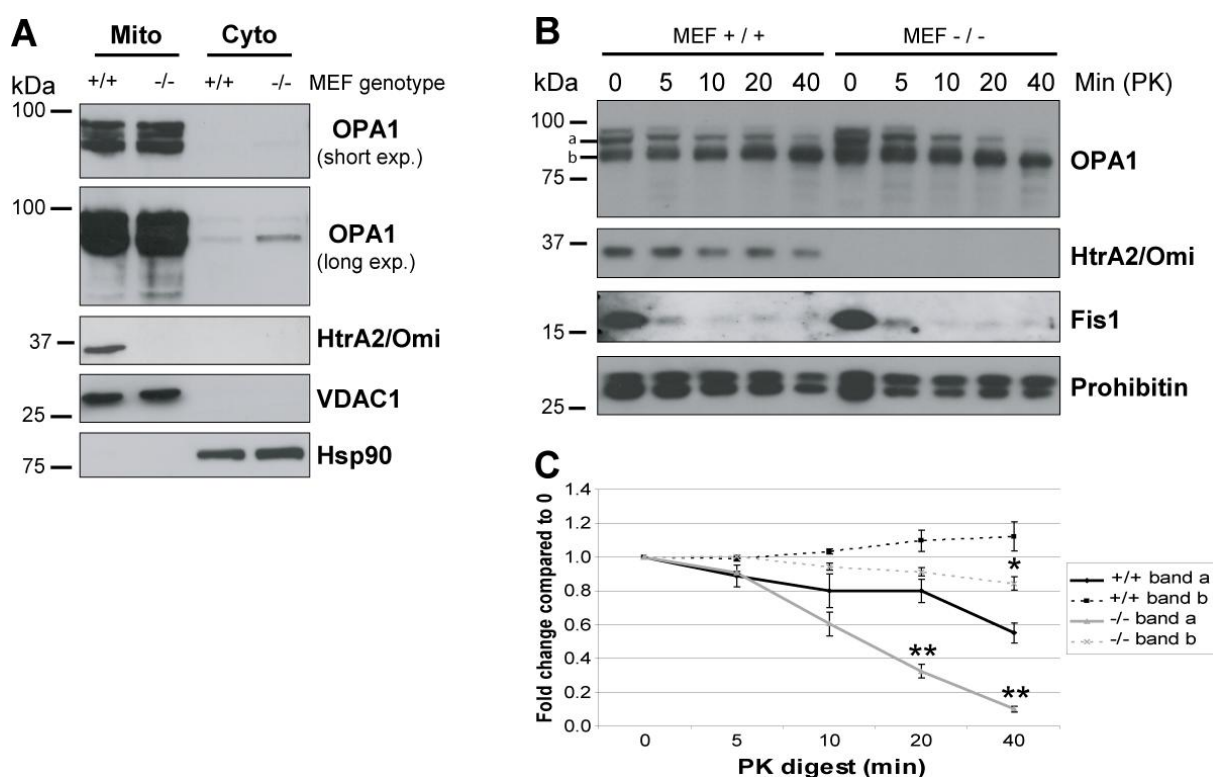 A
Mito Cyto
kDa +/+ -/- +/+ -/- MEF genotype
100
OPA1
(short exp.)
100
OPA1
(long exp.)
37
HtrA2/Omi
VDAC1
25
Hsp90
75
B
MEF + / + MEF - / -
kDa 0 5 10 20 40 0 5 10 20 40 Min (PK)
100
a
b
OPA1
75
37
HtrA2/Omi
Fis1
15
Prohibitin
25
C
Fold change compared to 0
1.4
1.2
1.0
*
0.8
0.6
0.4
**
0.2
**
0.0
0 5 10 20 40
PK digest (min)
+/+ band a
+/+ band b
-/- band a
-/- band b